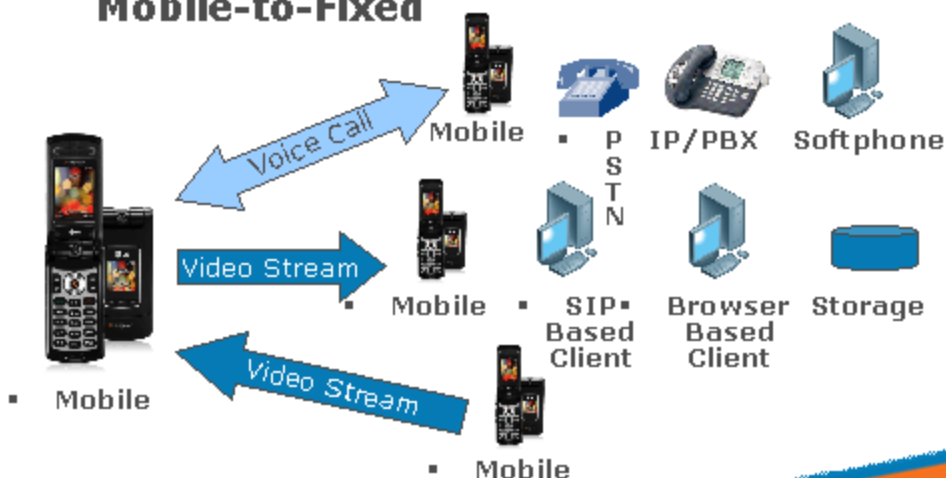 Mobile-to-Fixed
Voice Call
Mobile
▪ PSTN
IP/PBX
Softphone
Video Stream
▪ Mobile
▪ SIP▪
Based
Client
Browser
Based
Client
Storage
▪ Mobile
Video Stream
▪ Mobile